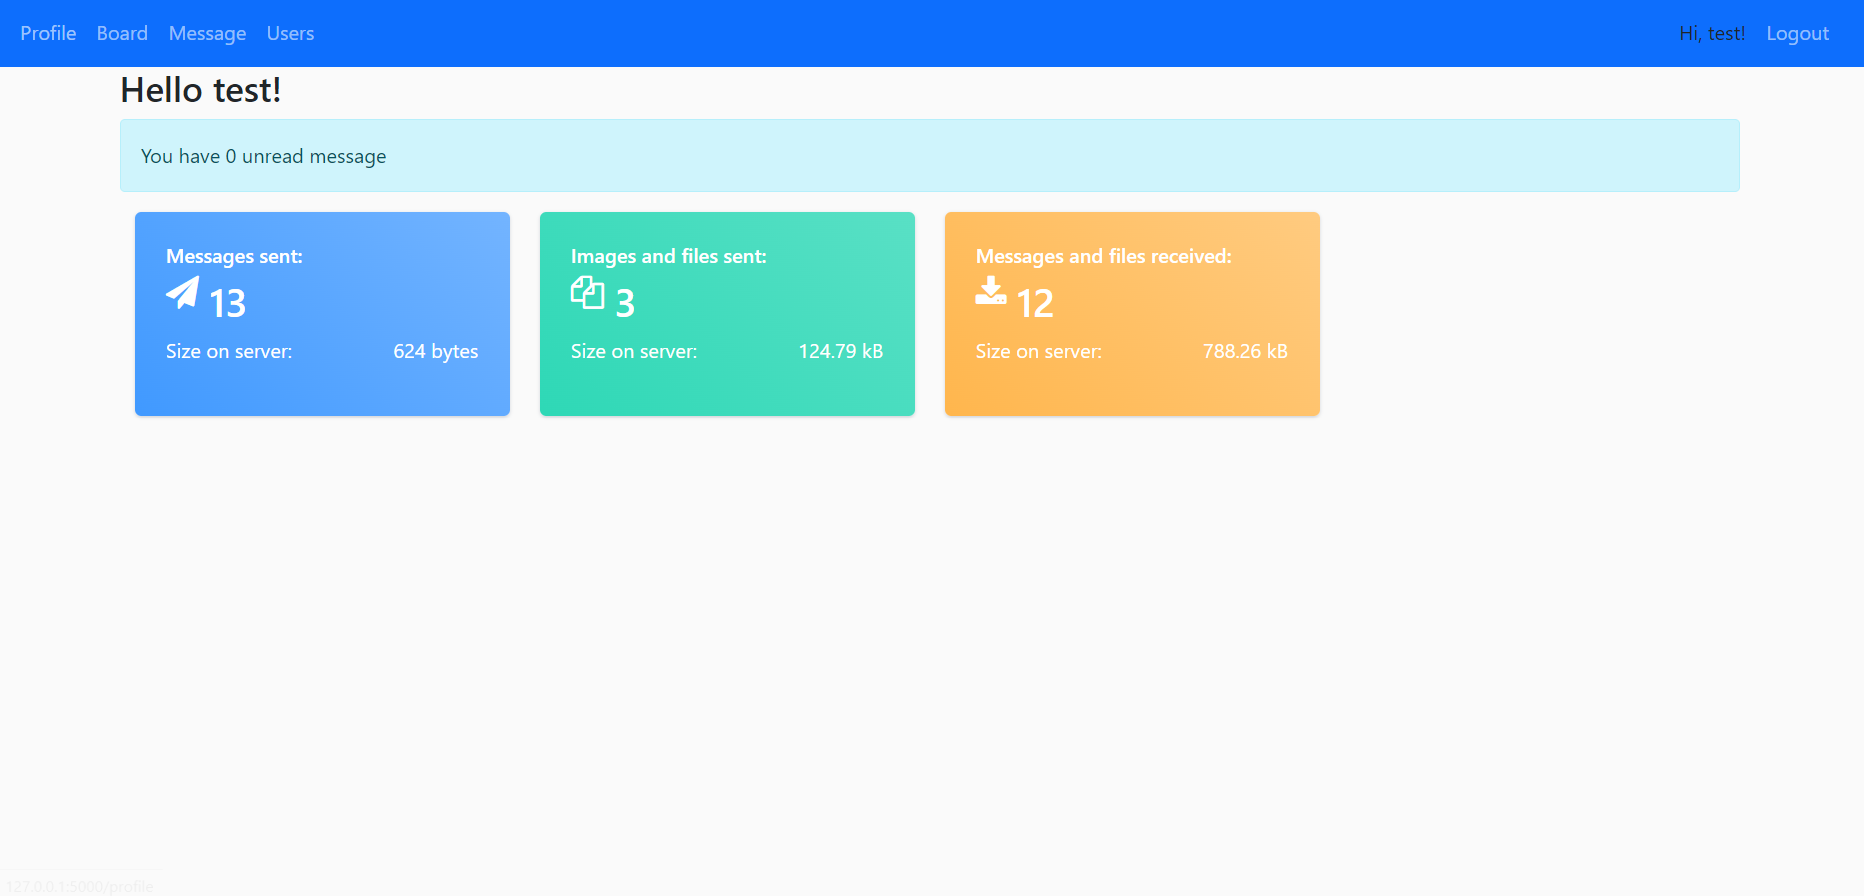 Profile Board Message Users Hi, test! Logout
Hello test!
You have 0 unread message
Messages sent:
13
Size on server: 624 bytes
Images and files sent:
3
Size on server: 124.79 kB
Messages and files received:
12
Size on server: 788.26 kB
127.0.0.1:5000/profile